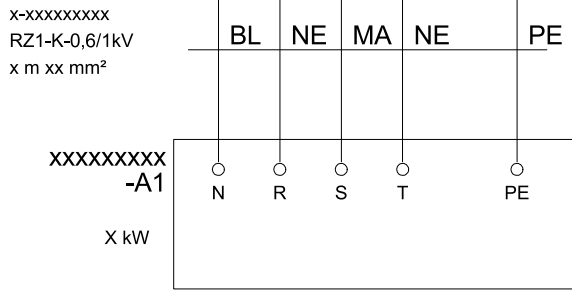 x-xxxxxxxxx
RZ1-K-0,6/1kV
x m xx mm²
BL NE MA NE PE
xxxxxxxxx
-A1
N R S T PE
X kW